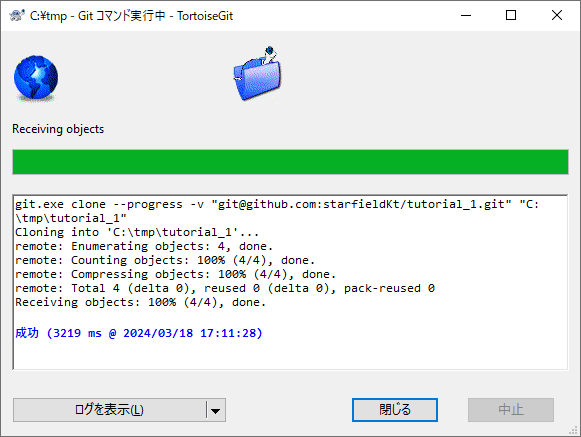 C:¥tmp - Git コマンド実行中 - TortoiseGit
Receiving objects
git.exe clone --progress -v "git@github.com:starfieldKt/tutorial_1.git" "C:
\tmp\tutorial_1"
Cloning into 'C:\tmp\tutorial_1'...
remote: Enumerating objects: 4, done.
remote: Counting objects: 100% (4/4), done.
remote: Compressing objects: 100% (4/4), done.
remote: Total 4 (delta 0), reused 0 (delta 0), pack-reused 0
Receiving objects: 100% (4/4), done.
成功 (3219 ms @ 2024/03/18 17:11:28)
ログを表示(L)
閉じる
中止